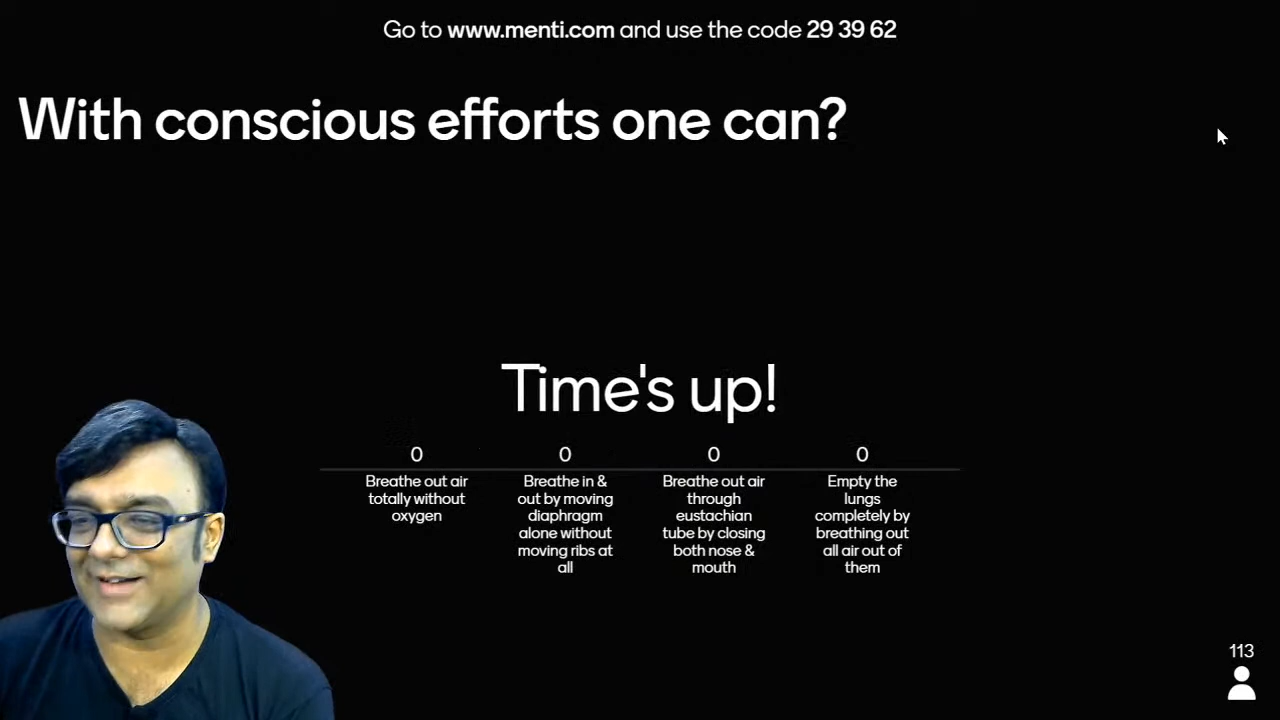 Go to www.menti.com and use the code 29 39 62
With conscious efforts one can?
Time's up!
0
0
0
0
Breathe out air
totally without
oxygen
Breathe in &
out by moving
diaphragm
alone without
moving ribs at
all
Breathe out air
through
eustachian
tube by closing
both nose &
mouth
Empty the
lungs
completely by
breathing out
all air out of
them
113